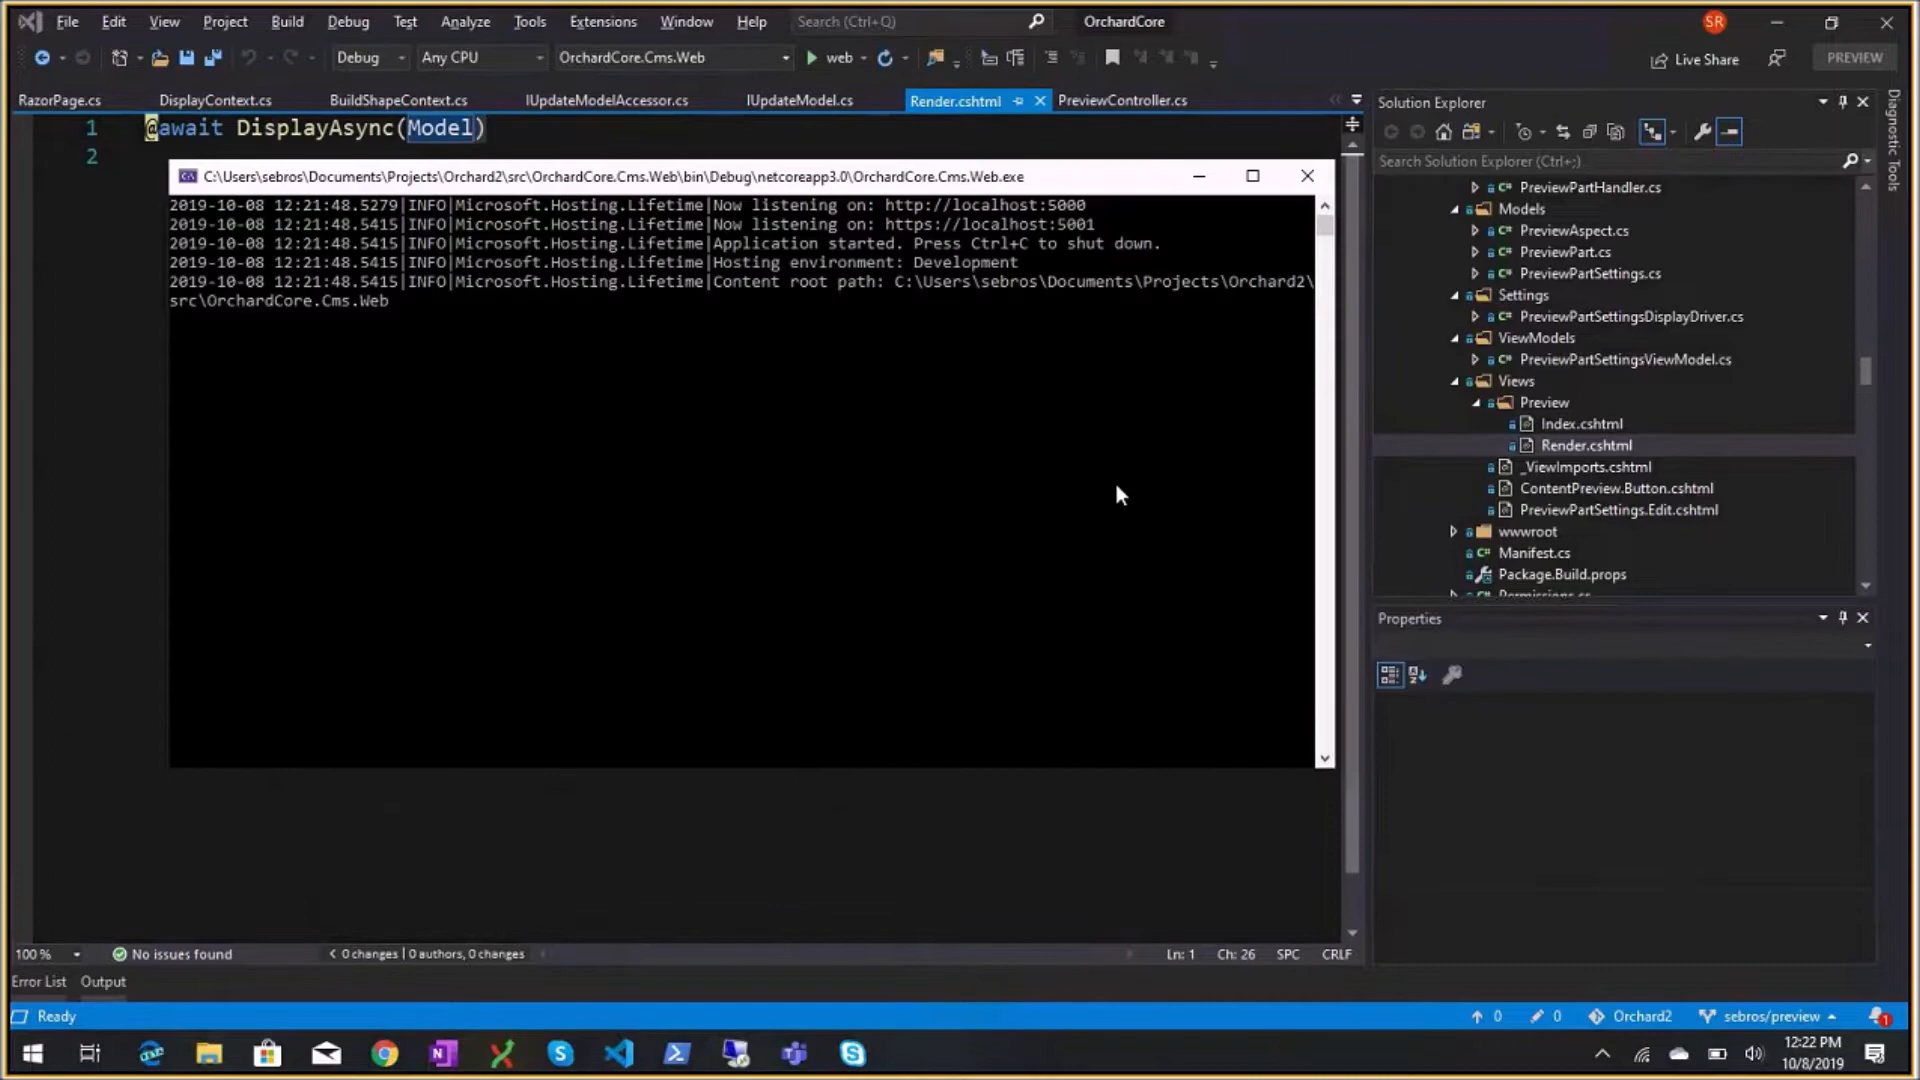 File Edit View Project Build Debug Test Analyze Tools Extensions Window Help Search (Ctrl+Q) OrchardCore SR
Debug Any CPU OrchardCore.Cms.Web web Live Share PREVIEW
RazorPage.cs DisplayContext.cs BuildShapeContext.cs IUpdateModelAccessor.cs IUpdateModel.cs Render.cshtml PreviewController.cs
1 @await DisplayAsync(Model)
2
C:\Users\sebros\Documents\Projects\Orchard2\src\OrchardCore.Cms.Web\bin\Debug\netcoreapp3.0\OrchardCore.Cms.Web.exe
2019-10-08 12:21:48.5279|INFO|Microsoft.Hosting.Lifetime|Now listening on: http://localhost:5000
2019-10-08 12:21:48.5415|INFO|Microsoft.Hosting.Lifetime|Now listening on: https://localhost:5001
2019-10-08 12:21:48.5415|INFO|Microsoft.Hosting.Lifetime|Application started. Press Ctrl+C to shut down.
2019-10-08 12:21:48.5415|INFO|Microsoft.Hosting.Lifetime|Hosting environment: Development
2019-10-08 12:21:48.5415|INFO|Microsoft.Hosting.Lifetime|Content root path: C:\Users\sebros\Documents\Projects\Orchard2\
src\OrchardCore.Cms.Web
Solution Explorer
Search Solution Explorer (Ctrl+;)
C# PreviewPartHandler.cs
Models
C# PreviewAspect.cs
C# PreviewPart.cs
C# PreviewPartSettings.cs
Settings
C# PreviewPartSettingsDisplayDriver.cs
ViewModels
C# PreviewPartSettingsViewModel.cs
Views
Preview
Index.cshtml
Render.cshtml
_ViewImports.cshtml
ContentPreview.Button.cshtml
PreviewPartSettings.Edit.cshtml
wwwroot
C# Manifest.cs
Package.Build.props
Permissions.cs
Properties
Diagnostic Tools
100 % No issues found 0 changes | 0 authors, 0 changes Ln: 1 Ch: 26 SPC CRLF
Error List Output
Ready 0 0 Orchard2 sebros/preview 1
12:22 PM
10/8/2019